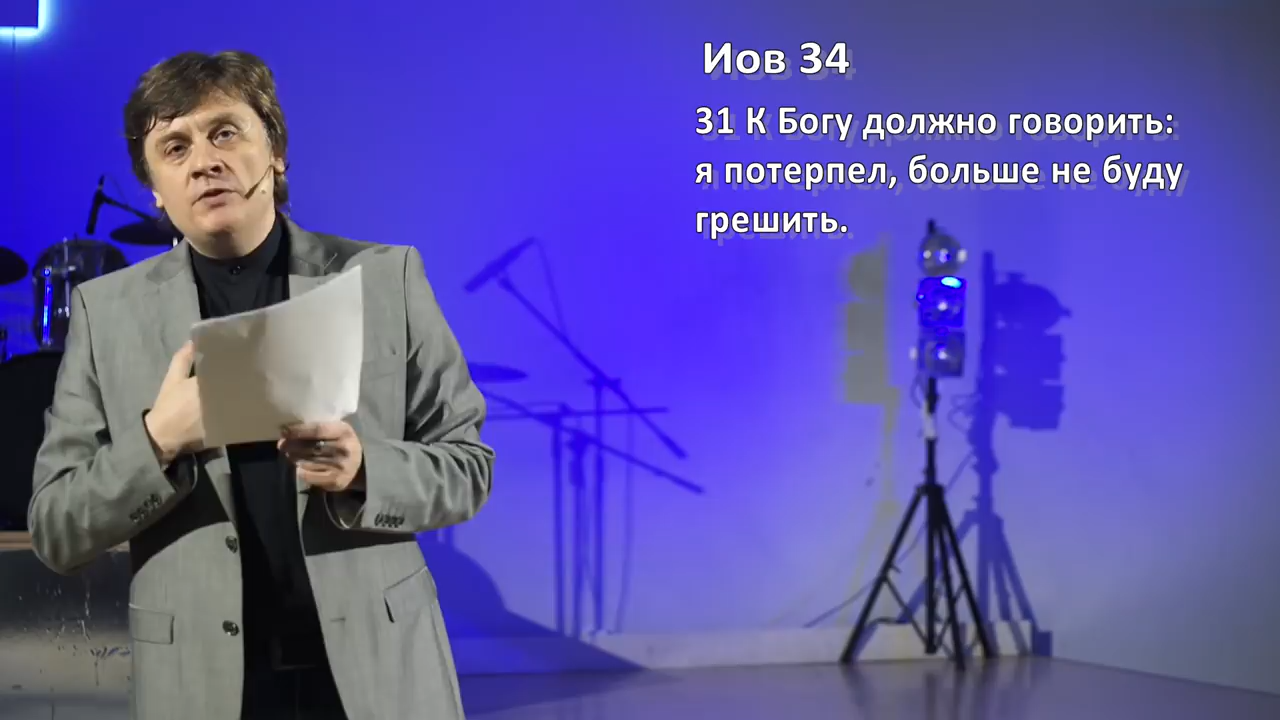 Иов 34
31 К Богу должно говорить:
я потерпел, больше не буду
грешить.